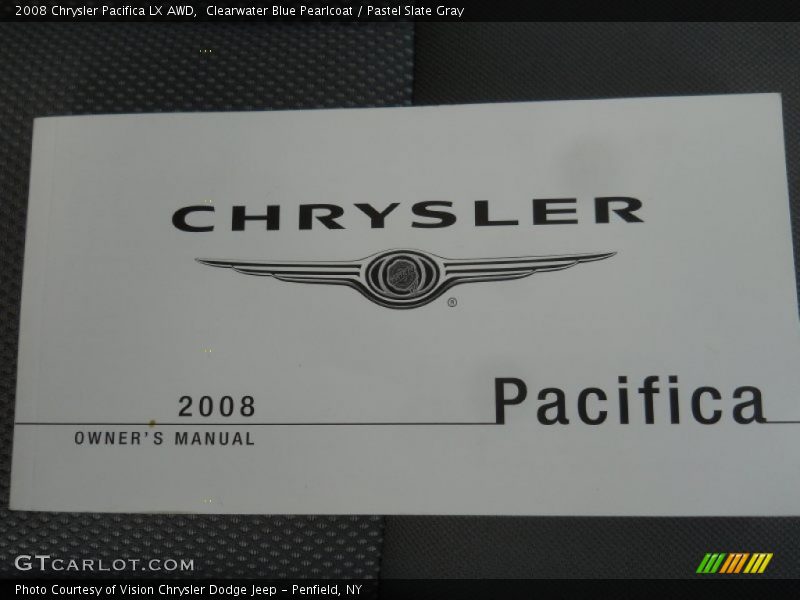 2008 Chrysler Pacifica LX AWD,  Clearwater Blue Pearlcoat / Pastel Slate Gray
CHRYSLER
®
2008
Pacifica
OWNER'S MANUAL
GTCARLOT.COM
Photo Courtesy of Vision Chrysler Dodge Jeep - Penfield, NY